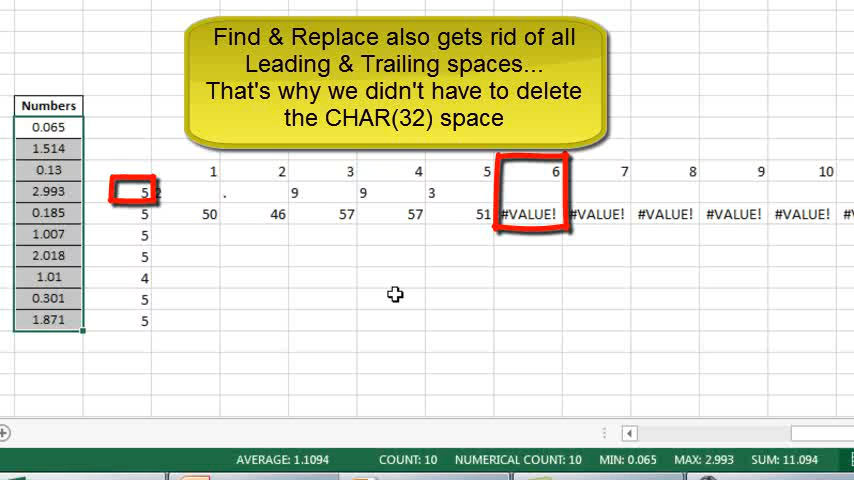 Find & Replace also gets rid of all
Leading & Trailing spaces...
That's why we didn't have to delete
the CHAR(32) space
Numbers
0.065
1.514
0.13 1 2 3 4 5 6 7 8 9 10
2.993 5 2 . 9 9 3
0.185 5 50 46 57 57 51 #VALUE! #VALUE! #VALUE! #VALUE! #VALUE!
1.007 5
2.018 5
1.01 4
0.301 5
1.871 5
AVERAGE: 1.1094 COUNT: 10 NUMERICAL COUNT: 10 MIN: 0.065 MAX: 2.993 SUM: 11.094